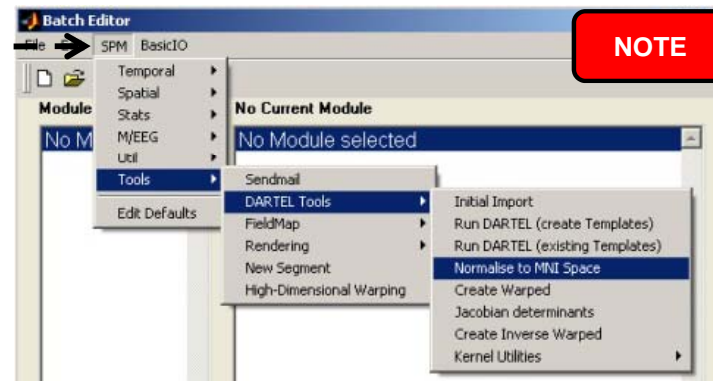 Batch Editor
NOTE
File
SPM
BasicIO
Module
No Current Module
No M
No Module selected
Temporal
Spatial
Stats
M/EEG
Util
Tools
Edit Defaults
Sendmail
DARTEL Tools
FieldMap
Rendering
New Segment
High-Dimensional Warping
Initial Import
Run DARTEL (create Templates)
Run DARTEL (existing Templates)
Normalise to MNI Space
Create Warped
Jacobian determinants
Create Inverse Warped
Kernel Utilities